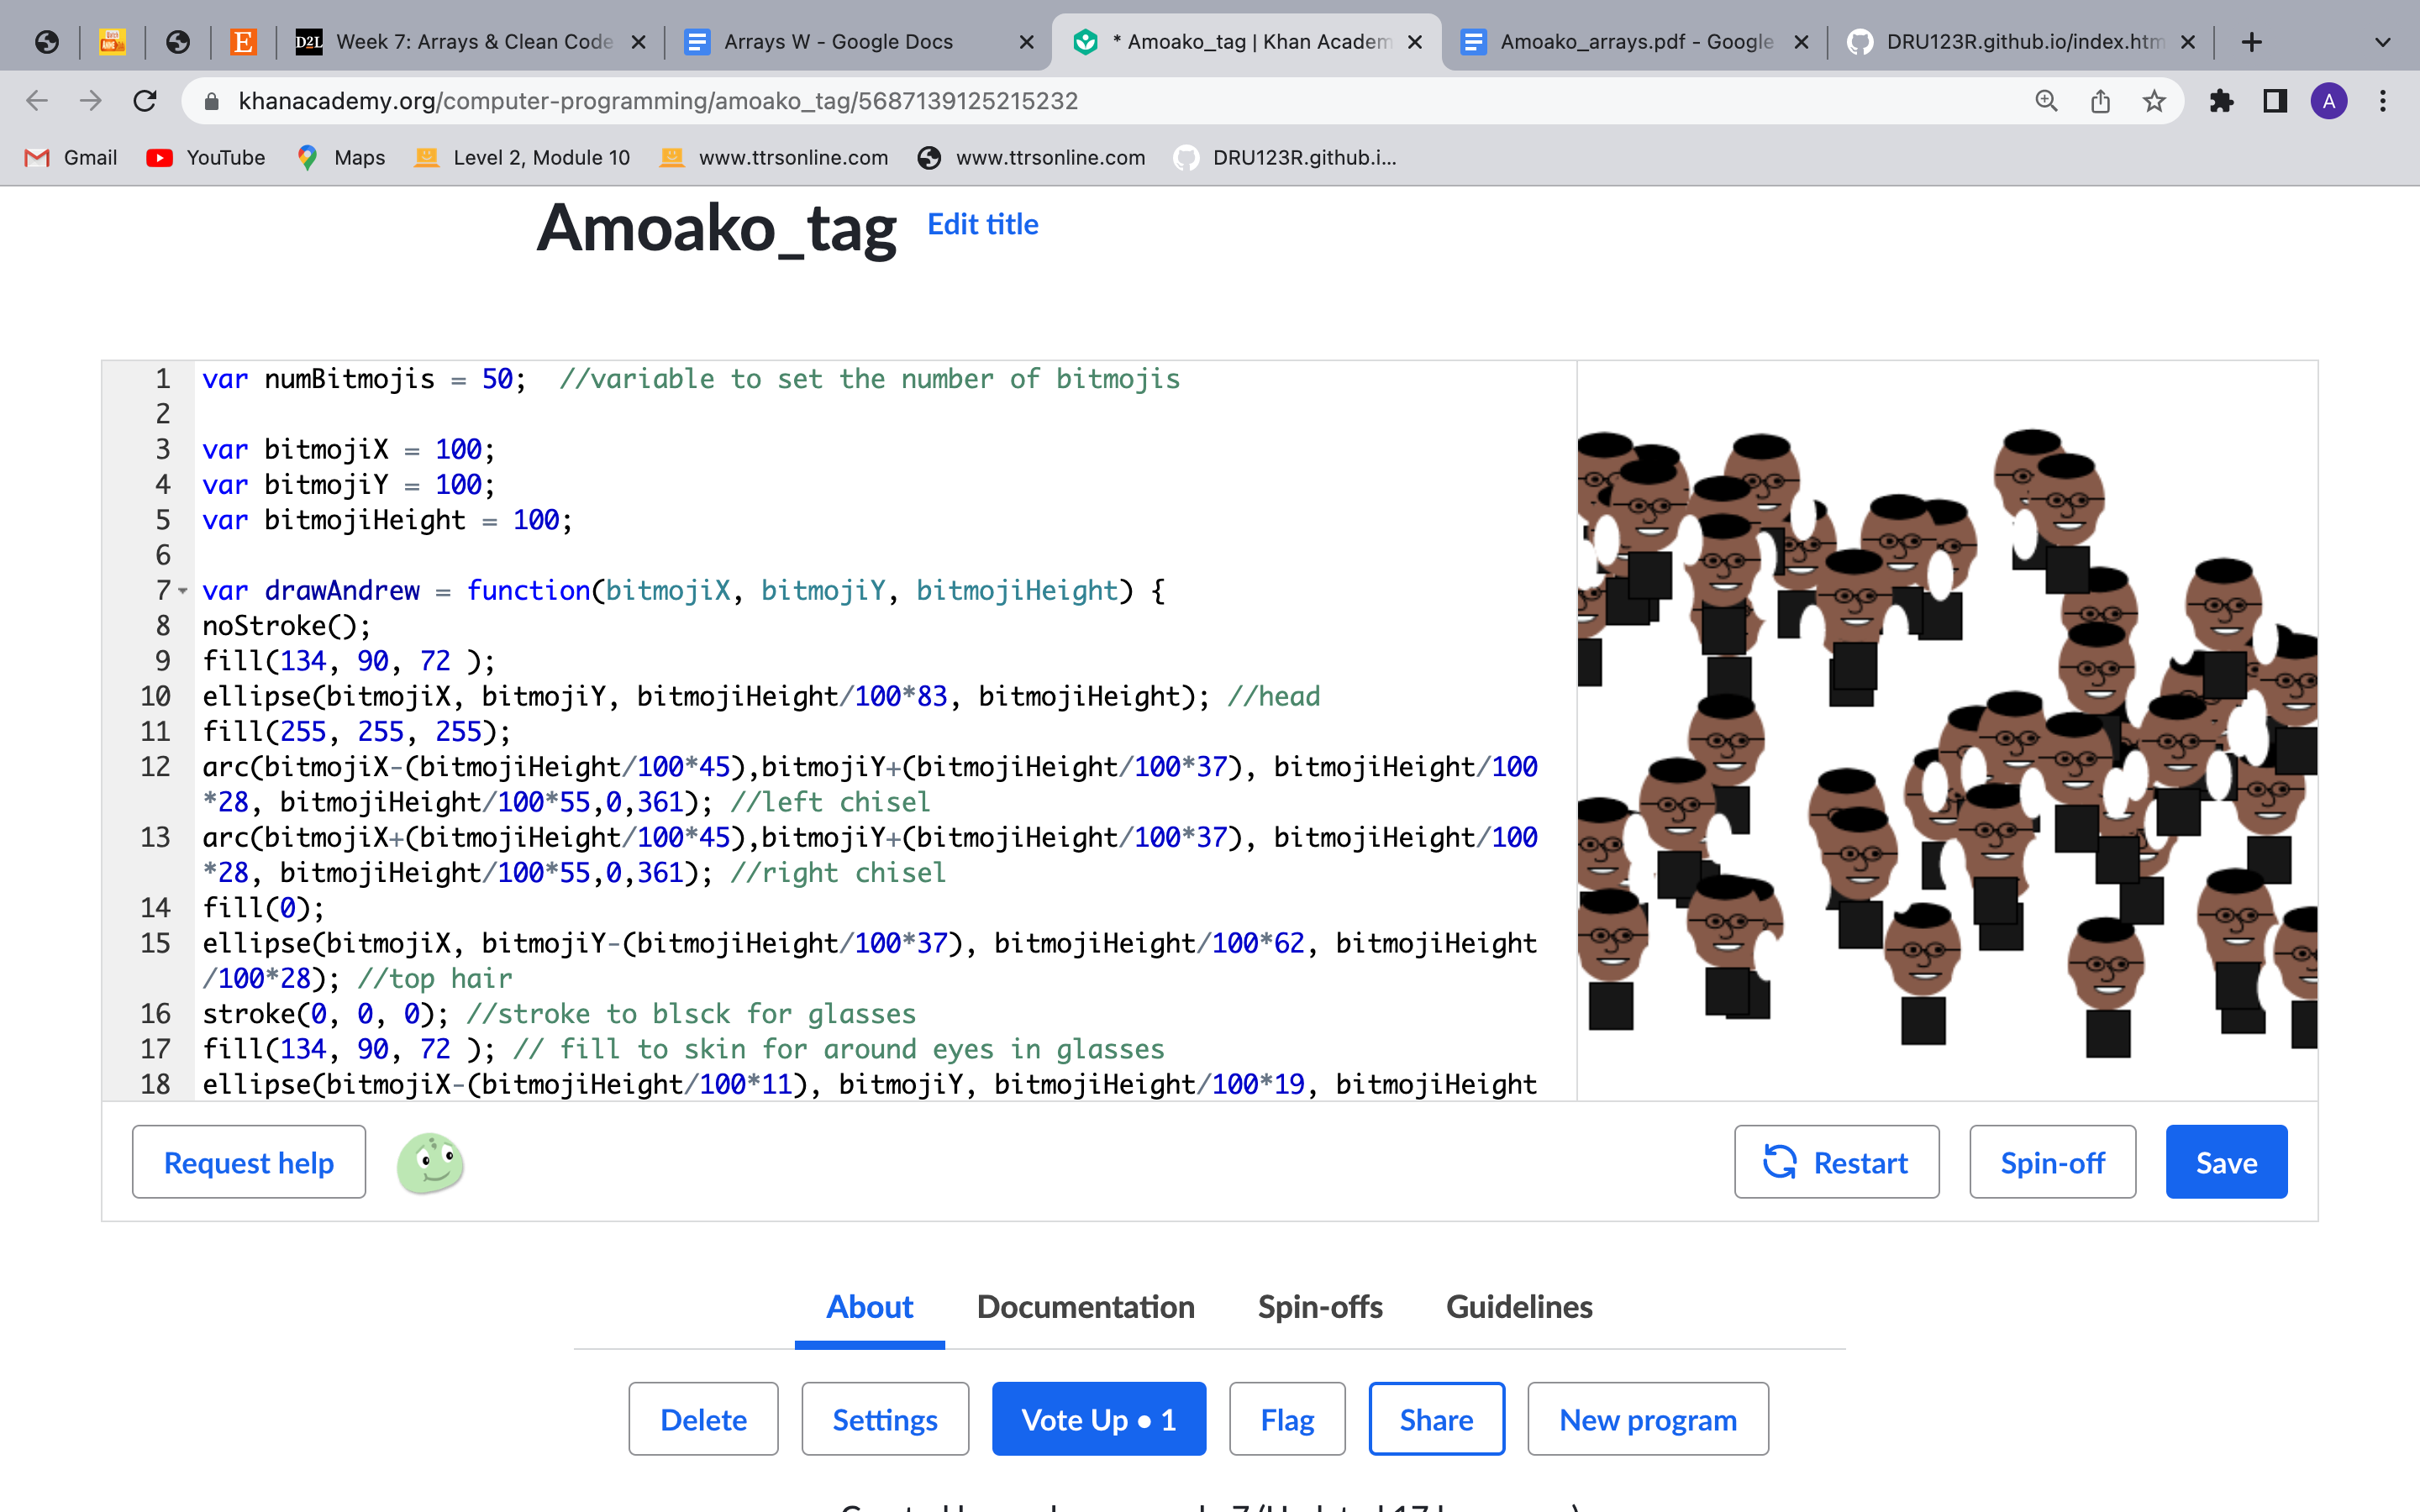 E
D2L Week 7: Arrays & Clean Code
Arrays W - Google Docs
* Amoako_tag | Khan Academ
Amoako_arrays.pdf - Google
DRU123R.github.io/index.htm
khanacademy.org/computer-programming/amoako_tag/5687139125215232
A
Gmail
YouTube
Maps
Level 2, Module 10
www.ttrsonline.com
www.ttrsonline.com
DRU123R.github.i...
Amoako_tag
Edit title
1 var numBitmojis = 50;  //variable to set the number of bitmojis
2
3 var bitmojiX = 100;
4 var bitmojiY = 100;
5 var bitmojiHeight = 100;
6
7 var drawAndrew = function(bitmojiX, bitmojiY, bitmojiHeight) {
8 noStroke();
9 fill(134, 90, 72 );
10 ellipse(bitmojiX, bitmojiY, bitmojiHeight/100*83, bitmojiHeight); //head
11 fill(255, 255, 255);
12 arc(bitmojiX-(bitmojiHeight/100*45),bitmojiY+(bitmojiHeight/100*37), bitmojiHeight/100
*28, bitmojiHeight/100*55,0,361); //left chisel
13 arc(bitmojiX+(bitmojiHeight/100*45),bitmojiY+(bitmojiHeight/100*37), bitmojiHeight/100
*28, bitmojiHeight/100*55,0,361); //right chisel
14 fill(0);
15 ellipse(bitmojiX, bitmojiY-(bitmojiHeight/100*37), bitmojiHeight/100*62, bitmojiHeight
/100*28); //top hair
16 stroke(0, 0, 0); //stroke to blsck for glasses
17 fill(134, 90, 72 ); // fill to skin for around eyes in glasses
18 ellipse(bitmojiX-(bitmojiHeight/100*11), bitmojiY, bitmojiHeight/100*19, bitmojiHeight
Request help
Restart
Spin-off
Save
About
Documentation
Spin-offs
Guidelines
Delete
Settings
Vote Up • 1
Flag
Share
New program